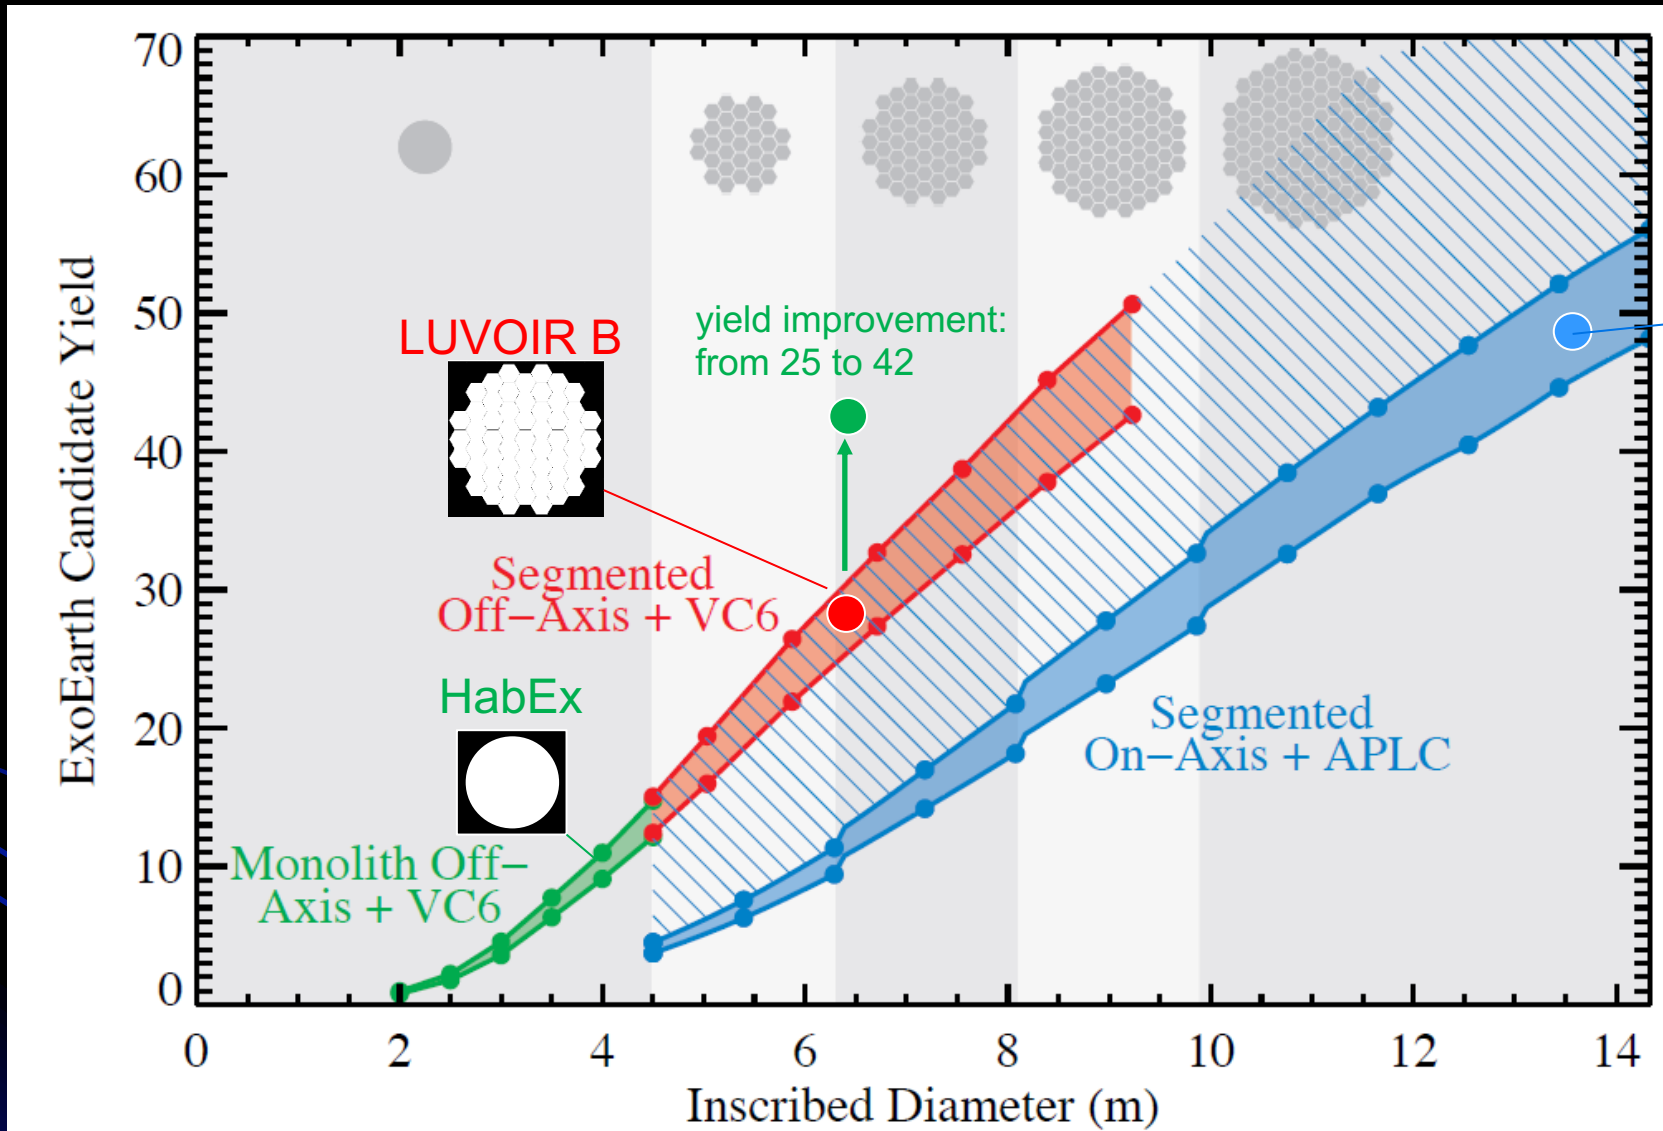 70
60
50
40
30
20
10
0
ExoEarth Candidate Yield
LUVOIR B
yield improvement:
from 25 to 42
Segmented
Off–Axis + VC6
HabEx
Monolith Off–
Axis + VC6
Segmented
On–Axis + APLC
0 2 4 6 8 10 12 14
Inscribed Diameter (m)